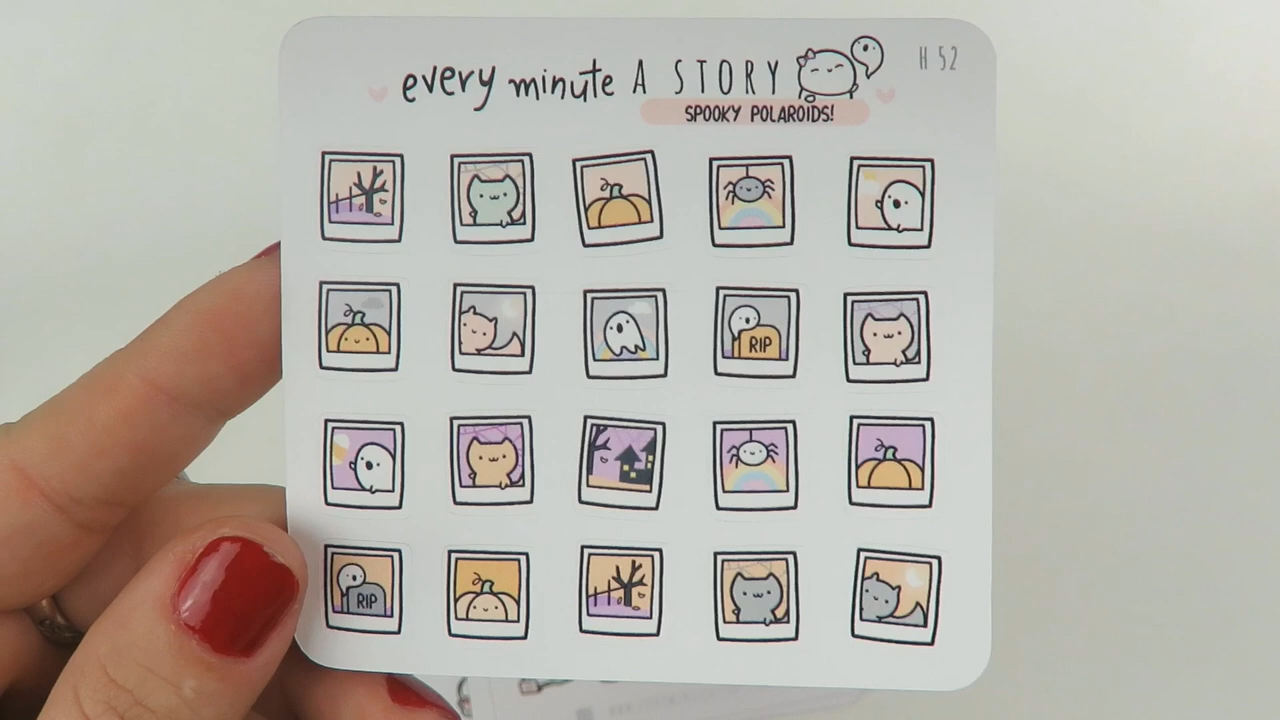 every minute A STORY
H 52
SPOOKY POLAROIDS!
RIP
RIP